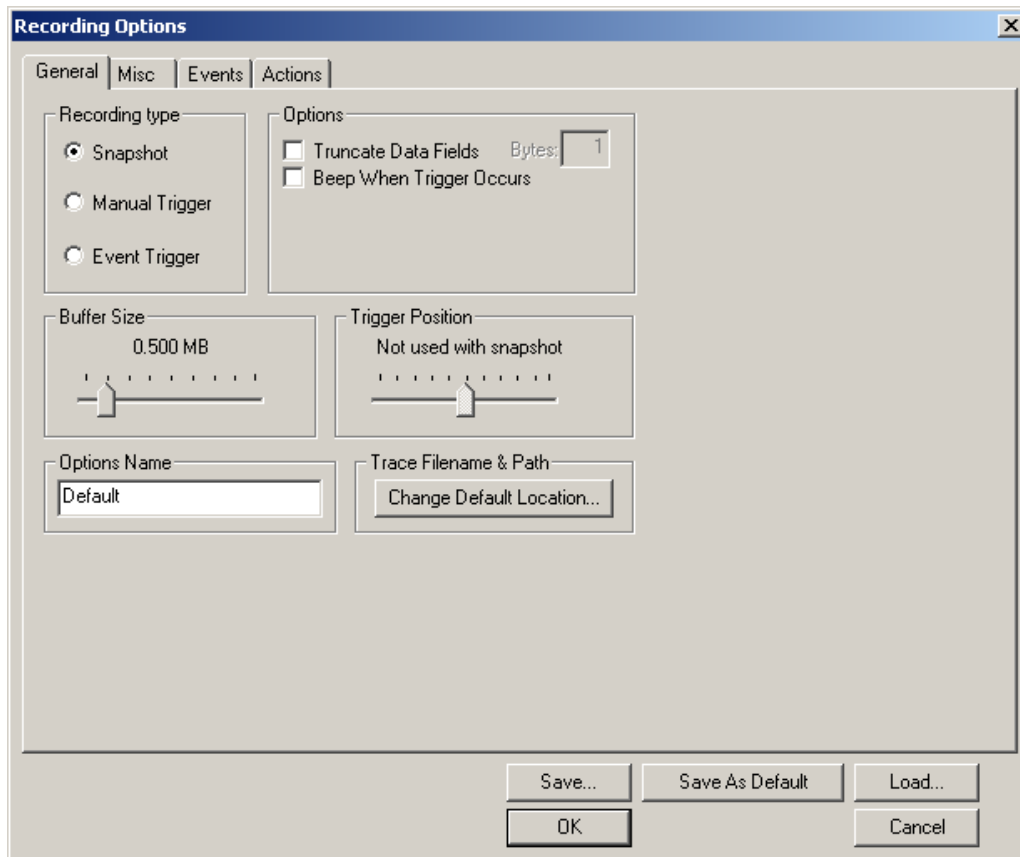 Recording Options
General Misc Events Actions
Recording type
Snapshot
Manual Trigger
Event Trigger
Options
Truncate Data Fields Bytes: 1
Beep When Trigger Occurs
Buffer Size
0.500 MB
Trigger Position
Not used with snapshot
Options Name
Default
Trace Filename & Path
Change Default Location...
Save... Save As Default Load...
OK Cancel